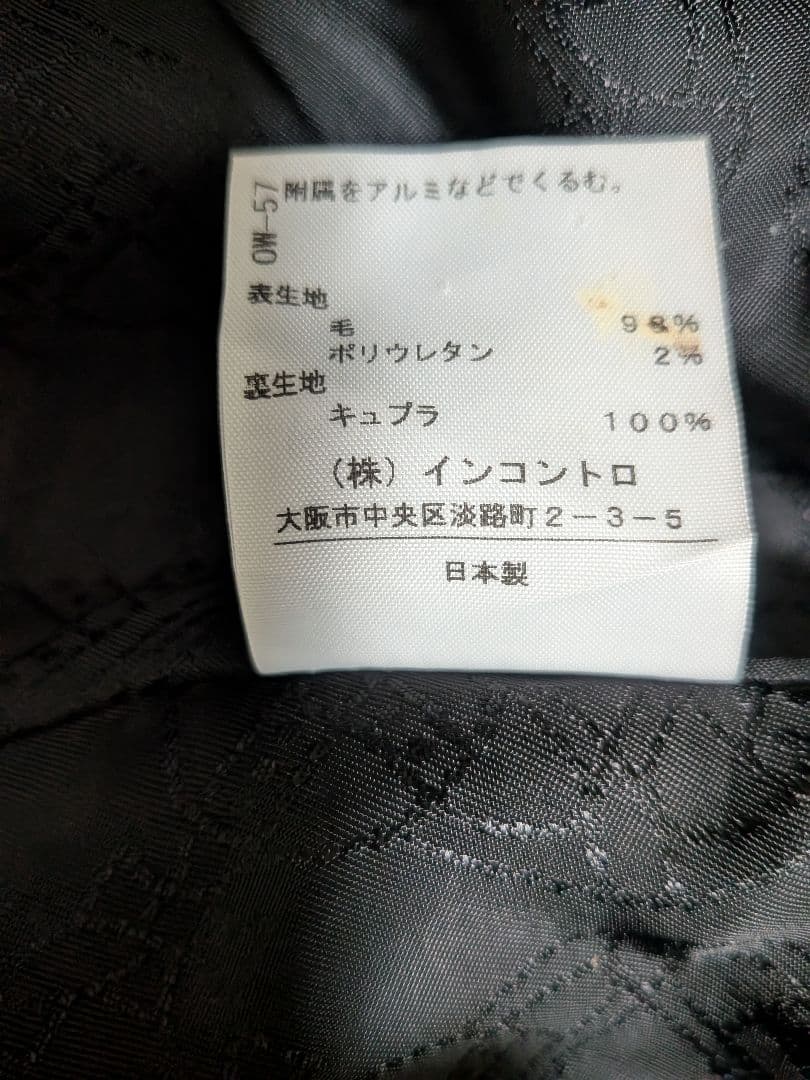 附属をアルミなどでくるむ。
OW-57
表生地
毛 98%
ポリウレタン 2%
裏生地
キュプラ 100%
（株）インコントロ
大阪市中央区淡路町2-3-5
日本製